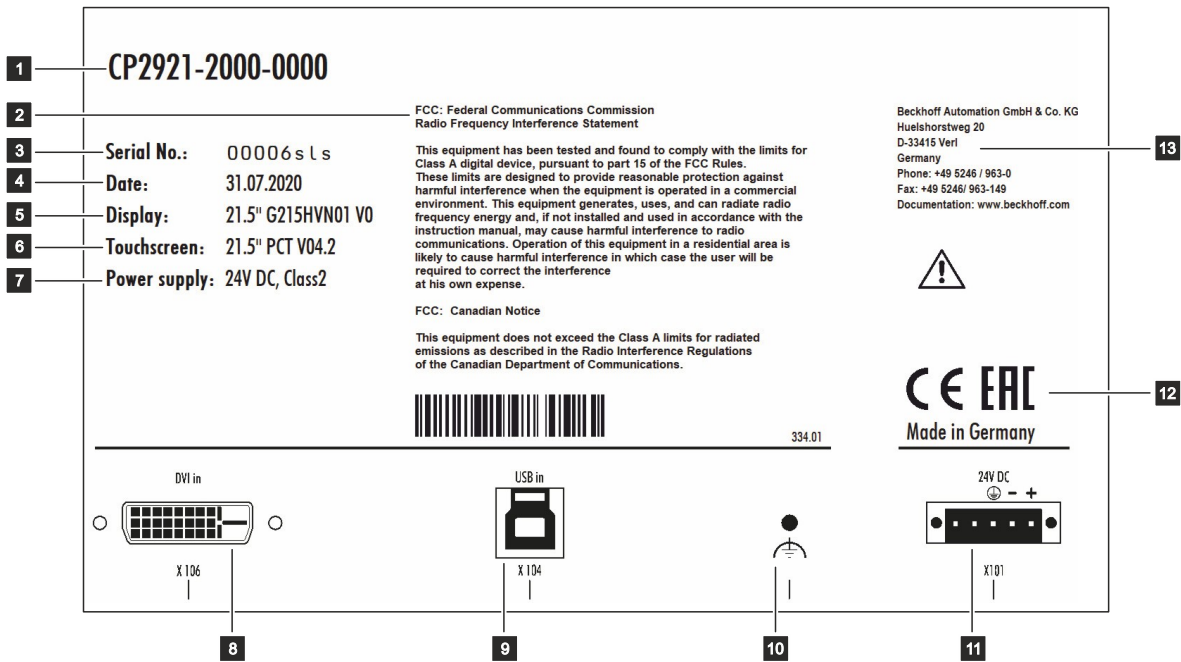 1
CP2921-2000-0000
2
FCC: Federal Communications Commission
Radio Frequency Interference Statement
This equipment has been tested and found to comply with the limits for
Class A digital device, pursuant to part 15 of the FCC Rules.
These limits are designed to provide reasonable protection against
harmful interference when the equipment is operated in a commercial
environment. This equipment generates, uses, and can radiate radio
frequency energy and, if not installed and used in accordance with the
instruction manual, may cause harmful interference to radio
communications. Operation of this equipment in a residential area is
likely to cause harmful interference in which case the user will be
required to correct the interference
at his own expense.
FCC: Canadian Notice
This equipment does not exceed the Class A limits for radiated
emissions as described in the Radio Interference Regulations
of the Canadian Department of Communications.
334.01
3
Serial No.: 00006sls
4
Date: 31.07.2020
5
Display: 21.5" G215HVN01 V0
6
Touchscreen: 21.5" PCT V04.2
7
Power supply: 24V DC, Class2
Beckhoff Automation GmbH & Co. KG
Huelshorstweg 20
D-33415 Verl
Germany
Phone: +49 5246 / 963-0
Fax: +49 5246/ 963-149
Documentation: www.beckhoff.com
13
!
CE EAC
12
Made in Germany
DVI in
X 106
8
USB in
X 104
9
10
24V DC
- +
X101
11